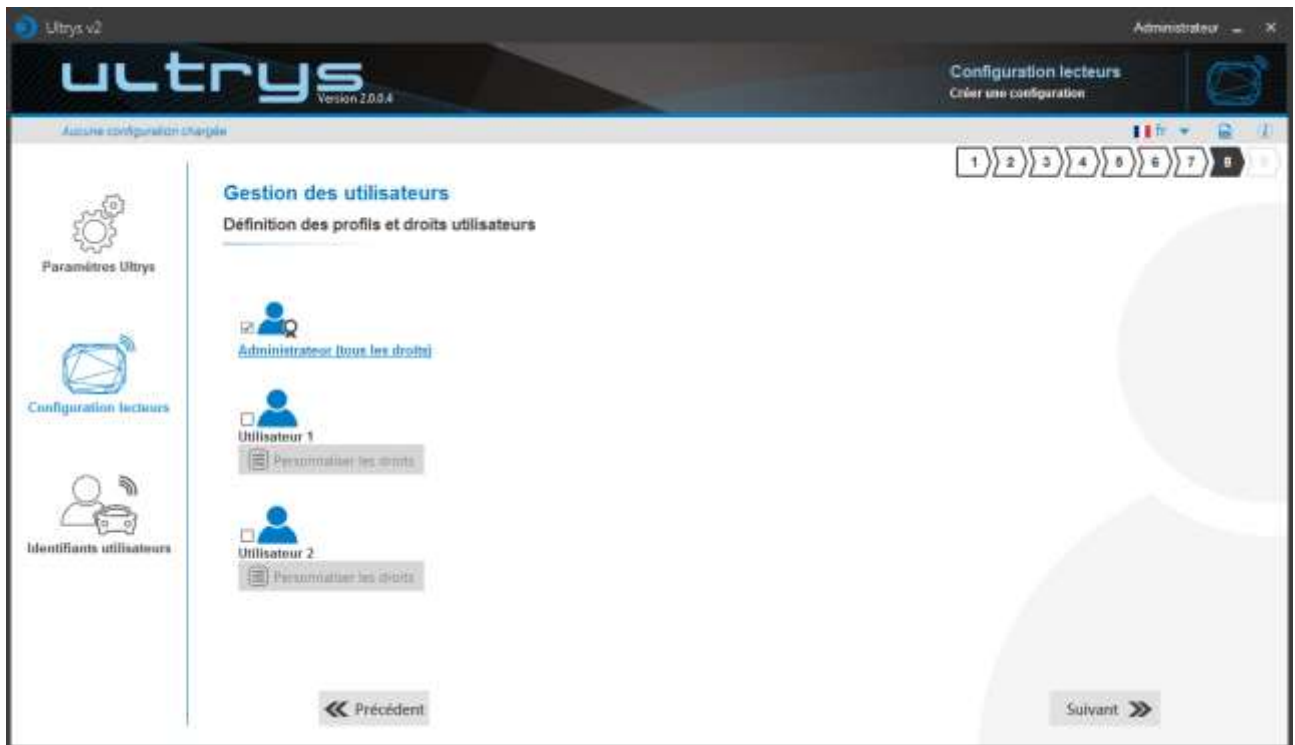 Ultrys v2
Administrateur
ultrys
Version 2.0.0.4
Configuration lecteurs
Créer une configuration
Aucune configuration chargée
fr
1 2 3 4 5 6 7 8
Gestion des utilisateurs
Définition des profils et droits utilisateurs
Paramètres Ultrys
Administrateur (tous les droits)
Configuration lecteurs
Utilisateur 1
Personnaliser les droits
Identifiants utilisateurs
Utilisateur 2
Personnaliser les droits
Précédent
Suivant